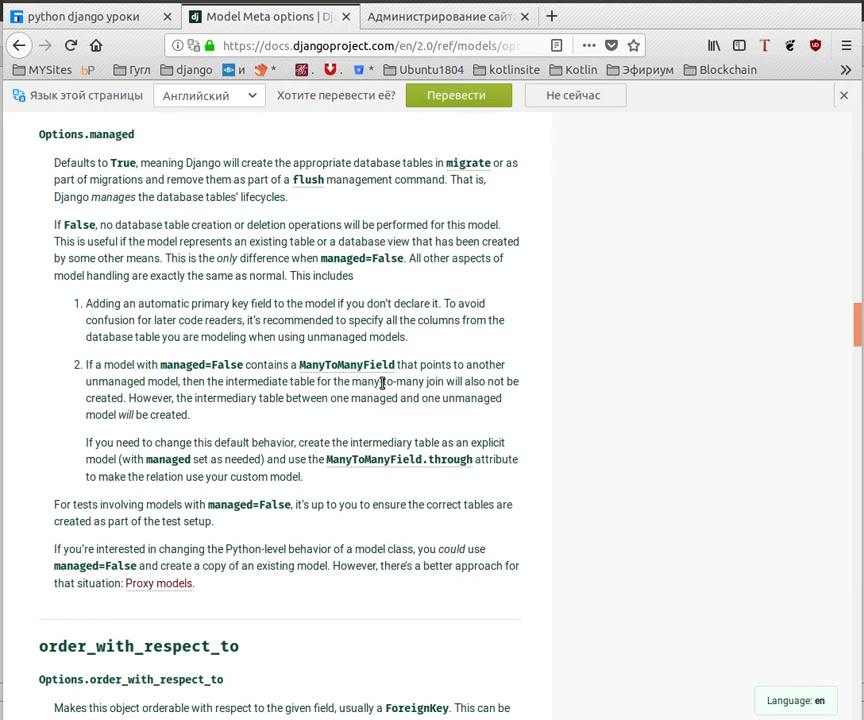 python django уроки
Model Meta options | Dj
Администрирование сайт
https://docs.djangoproject.com/en/2.0/ref/models/opt
MYSites
bP
Гугл
django
и
Ubuntu1804
kotlinsite
Kotlin
Эфириум
Blockchain
Язык этой страницы
Английский
Хотите перевести её?
Перевести
Не сейчас
Options.managed
Defaults to True, meaning Django will create the appropriate database tables in migrate or as
part of migrations and remove them as part of a flush management command. That is,
Django manages the database tables’ lifecycles.
If False, no database table creation or deletion operations will be performed for this model.
This is useful if the model represents an existing table or a database view that has been created
by some other means. This is the only difference when managed=False. All other aspects of
model handling are exactly the same as normal. This includes
1. Adding an automatic primary key field to the model if you don’t declare it. To avoid
confusion for later code readers, it’s recommended to specify all the columns from the
database table you are modeling when using unmanaged models.
2. If a model with managed=False contains a ManyToManyField that points to another
unmanaged model, then the intermediate table for the many-to-many join will also not be
created. However, the intermediary table between one managed and one unmanaged
model will be created.
If you need to change this default behavior, create the intermediary table as an explicit
model (with managed set as needed) and use the ManyToManyField.through attribute
to make the relation use your custom model.
For tests involving models with managed=False, it’s up to you to ensure the correct tables are
created as part of the test setup.
If you’re interested in changing the Python-level behavior of a model class, you could use
managed=False and create a copy of an existing model. However, there’s a better approach for
that situation: Proxy models.
order_with_respect_to
Options.order_with_respect_to
Makes this object orderable with respect to the given field, usually a ForeignKey. This can be
Language: en